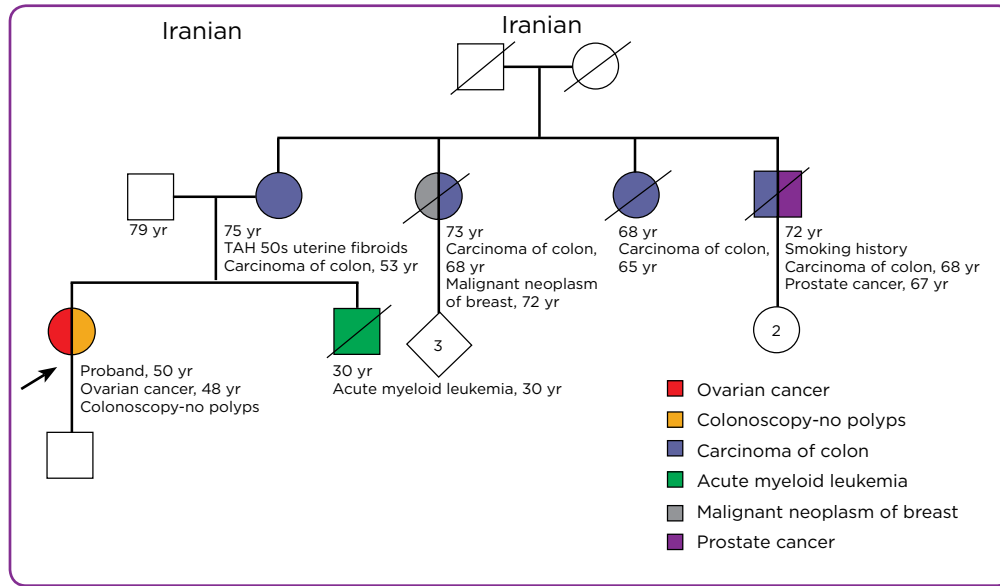 Iranian
Iranian
79 yr
75 yr
TAH 50s uterine fibroids
Carcinoma of colon, 53 yr
73 yr
Carcinoma of colon,
68 yr
Malignant neoplasm
of breast, 72 yr
68 yr
Carcinoma of colon,
65 yr
72 yr
Smoking history
Carcinoma of colon, 68 yr
Prostate cancer, 67 yr
Proband, 50 yr
Ovarian cancer, 48 yr
Colonoscopy-no polyps
30 yr
Acute myeloid leukemia, 30 yr
3
2
Ovarian cancer
Colonoscopy-no polyps
Carcinoma of colon
Acute myeloid leukemia
Malignant neoplasm of breast
Prostate cancer